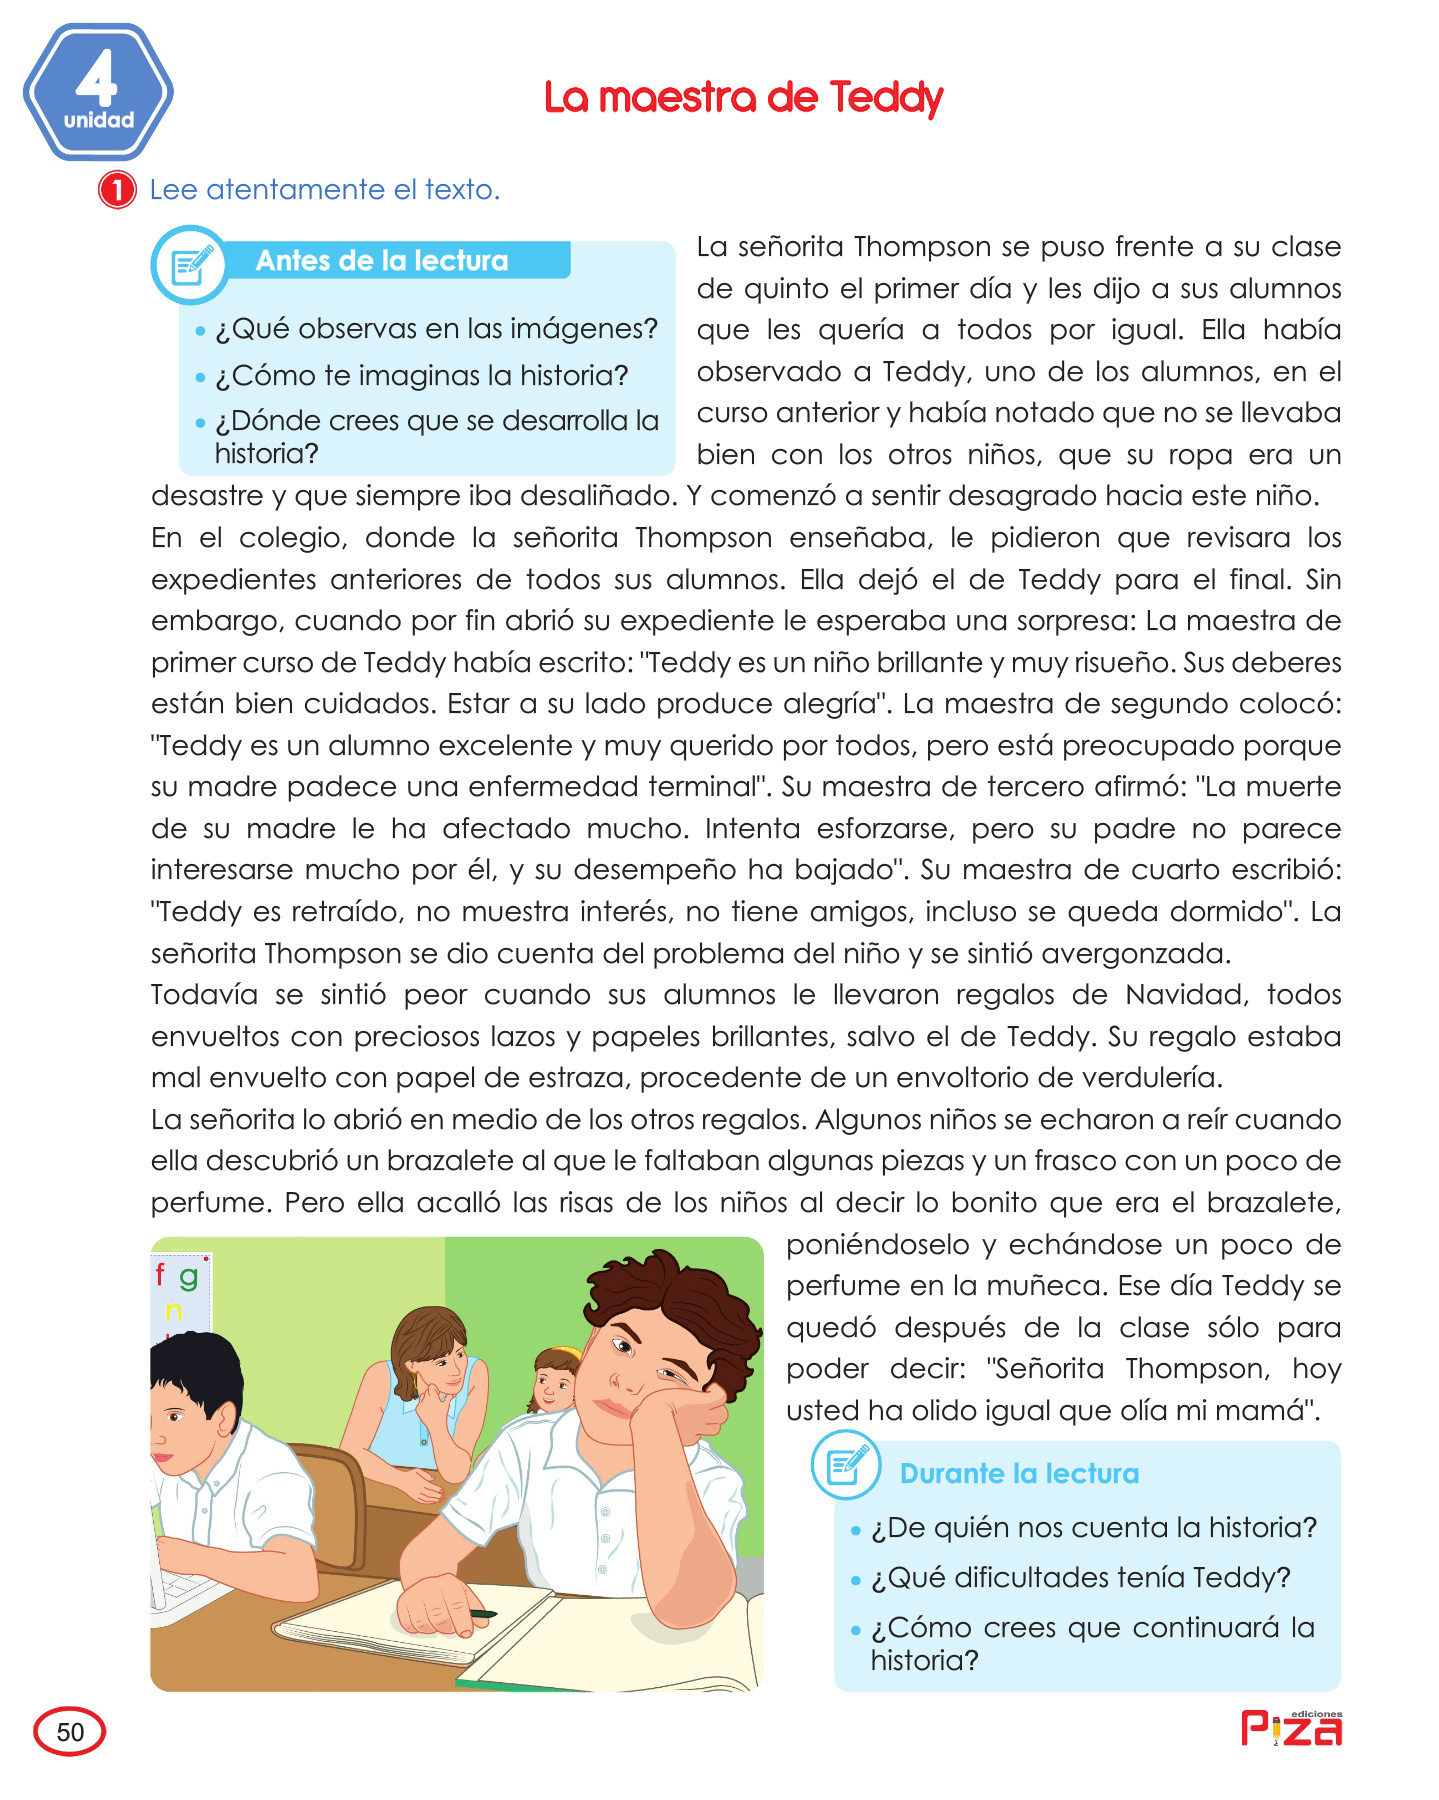 4
unidad
La maestra de Teddy
1 Lee atentamente el texto.
Antes de la lectura
• ¿Qué observas en las imágenes?
• ¿Cómo te imaginas la historia?
• ¿Dónde crees que se desarrolla la
historia?
La señorita Thompson se puso frente a su clase
de quinto el primer día y les dijo a sus alumnos
que les quería a todos por igual. Ella había
observado a Teddy, uno de los alumnos, en el
curso anterior y había notado que no se llevaba
bien con los otros niños, que su ropa era un
desastre y que siempre iba desaliñado. Y comenzó a sentir desagrado hacia este niño.
En el colegio, donde la señorita Thompson enseñaba, le pidieron que revisara los
expedientes anteriores de todos sus alumnos. Ella dejó el de Teddy para el final. Sin
embargo, cuando por fin abrió su expediente le esperaba una sorpresa: La maestra de
primer curso de Teddy había escrito: "Teddy es un niño brillante y muy risueño. Sus deberes
están bien cuidados. Estar a su lado produce alegría". La maestra de segundo colocó:
"Teddy es un alumno excelente y muy querido por todos, pero está preocupado porque
su madre padece una enfermedad terminal". Su maestra de tercero afirmó: "La muerte
de su madre le ha afectado mucho. Intenta esforzarse, pero su padre no parece
interesarse mucho por él, y su desempeño ha bajado". Su maestra de cuarto escribió:
"Teddy es retraído, no muestra interés, no tiene amigos, incluso se queda dormido". La
señorita Thompson se dio cuenta del problema del niño y se sintió avergonzada.
Todavía se sintió peor cuando sus alumnos le llevaron regalos de Navidad, todos
envueltos con preciosos lazos y papeles brillantes, salvo el de Teddy. Su regalo estaba
mal envuelto con papel de estraza, procedente de un envoltorio de verdulería.
La señorita lo abrió en medio de los otros regalos. Algunos niños se echaron a reír cuando
ella descubrió un brazalete al que le faltaban algunas piezas y un frasco con un poco de
perfume. Pero ella acalló las risas de los niños al decir lo bonito que era el brazalete,
poniéndoselo y echándose un poco de
perfume en la muñeca. Ese día Teddy se
quedó después de la clase sólo para
poder decir: "Señorita Thompson, hoy
usted ha olido igual que olía mi mamá".
f g
n
Durante la lectura
• ¿De quién nos cuenta la historia?
• ¿Qué dificultades tenía Teddy?
• ¿Cómo crees que continuará la
historia?
50
ediciones
Piza